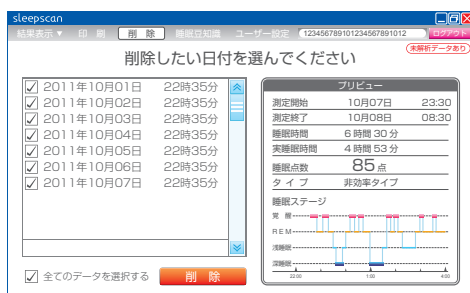 sleepscan
結果表示▼ 印 刷 削 除 睡眠豆知識 ユーザー設定 12345678910123456789101​2 ログアウト
未解析データあり
削除したい日付を選んでください
2011年10月01日 22時35分
2011年10月02日 22時35分
2011年10月03日 22時35分
2011年10月04日 22時35分
2011年10月05日 22時35分
2011年10月06日 22時35分
2011年10月07日 22時35分
全てのデータを選択する 削 除
プレビュー
測定開始 10月07日 23:30
測定終了 10月08日 08:30
睡眠時間 6時間30分
実睡眠時間 4時間53分
睡眠点数 85点
タ イ プ 非効率タイプ
睡眠ステージ
覚 醒
REM
浅睡眠
深睡眠
22:00 1:00 4:00